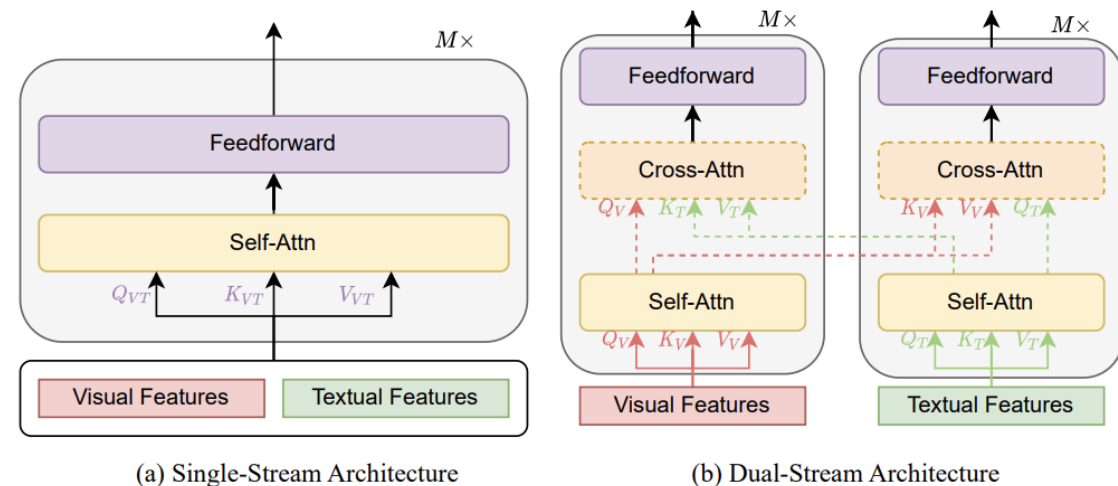 M×
Feedforward
Self-Attn
Q_VT K_VT V_VT
Visual Features Textual Features
(a) Single-Stream Architecture
M× M×
Feedforward Feedforward
Cross-Attn Cross-Attn
Q_V K_T V_T K_V V_V Q_T
Self-Attn Self-Attn
Q_V K_V V_V Q_T K_T V_T
Visual Features Textual Features
(b) Dual-Stream Architecture